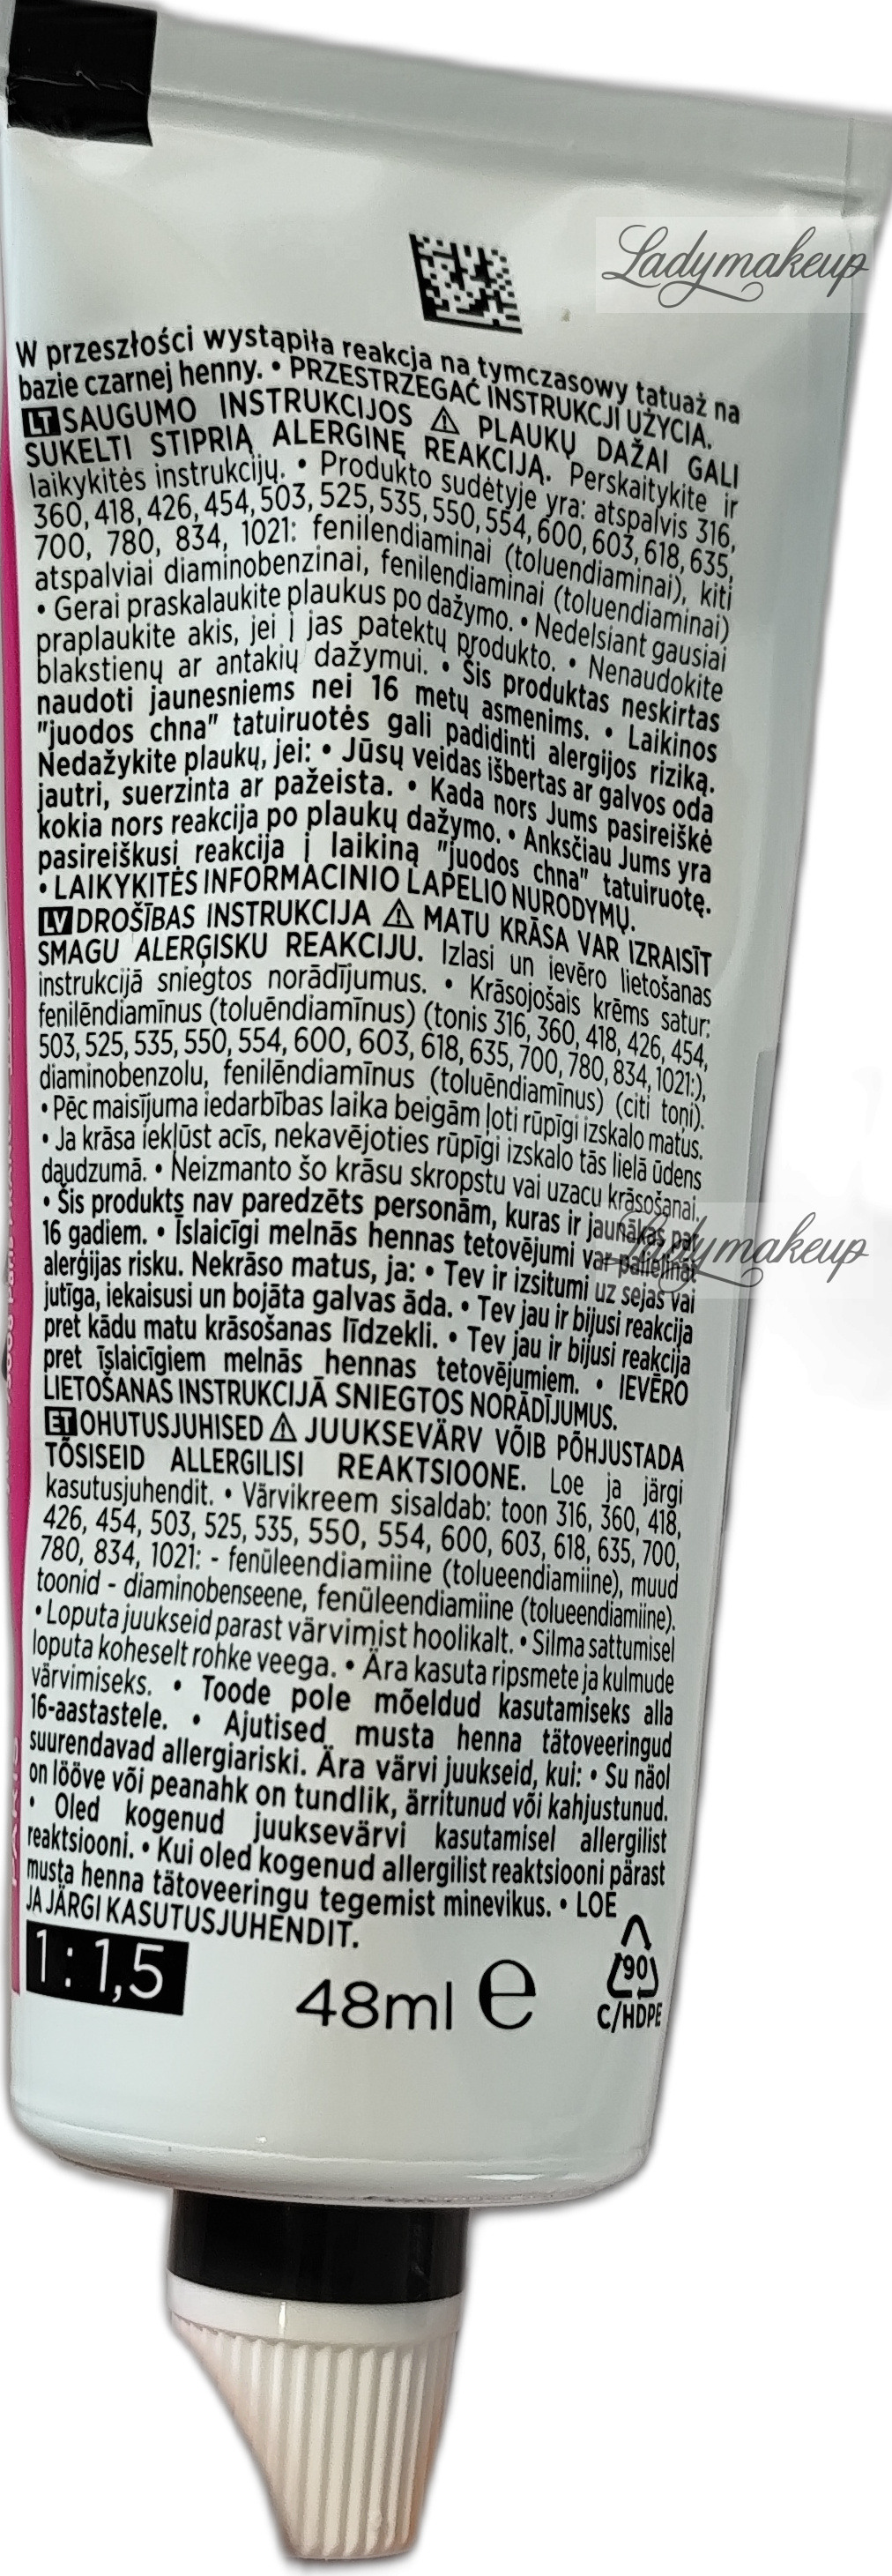 Ladymakeup
W przeszłości wystąpiła reakcja na tymczasowy tatuaż na
bazie czarnej henny. • PRZESTRZEGAĆ INSTRUKCJI UŻYCIA.
LT SAUGUMO INSTRUKCIJOS ⚠ PLAUKŲ DAŽAI GALI
SUKELTI STIPRIĄ ALERGINĘ REAKCIJĄ. Perskaitykite ir
laikykitės instrukcijų. • Produkto sudėtyje yra: atspalvis 316,
360, 418, 426, 454, 503, 525, 535, 550, 554, 600, 603, 618, 635,
700, 780, 834, 1021: fenilendiaminai (toluendiaminai), kiti
atspalviai diaminobenzinai, fenilendiaminai (toluendiaminai)
• Gerai praskalaukite plaukus po dažymo. • Nedelsiant gausiai
praplaukite akis, jei į jas patektų produkto. • Nenaudokite
blakstienų ar antakių dažymui. • Šis produktas neskirtas
naudoti jaunesniems nei 16 metų asmenims. • Laikinos
"juodos chna" tatuiruotės gali padidinti alergijos riziką.
Nedažykite plaukų, jei: • Jūsų veidas išbertas ar galvos oda
jautri, suerzinta ar pažeista. • Kada nors Jums pasireiškė
kokia nors reakcija po plaukų dažymo. • Anksčiau Jums yra
pasireiškusi reakcija į laikiną "juodos chna" tatuiruotę.
• LAIKYKITĖS INFORMACINIO LAPELIO NURODYMŲ.
LV DROŠĪBAS INSTRUKCIJA ⚠ MATU KRĀSA VAR IZRAISĪT
SMAGU ALERĢISKU REAKCIJU. Izlasi un ievēro lietošanas
instrukcijā sniegtos norādījumus. • Krāsojošais krēms satur:
fenilēndiamīnus (toluēndiamīnus) (tonis 316, 360, 418, 426, 454,
503, 525, 535, 550, 554, 600, 603, 618, 635, 700, 780, 834, 1021:),
diaminobenzolu, fenilēndiamīnus (toluēndiamīnus) (citi toņi).
• Pēc maisījuma iedarbības laika beigām ļoti rūpīgi izskalo matus.
• Ja krāsa iekļūst acīs, nekavējoties rūpīgi izskalo tās lielā ūdens
daudzumā. • Neizmanto šo krāsu skropstu vai uzacu krāsošanai.
• Šis produkts nav paredzēts personām, kuras ir jaunākas par
16 gadiem. • Īslaicīgi melnās hennas tetovējumi var palielināt
alerģijas risku. Nekrāso matus, ja: • Tev ir izsitumi uz sejas vai
jutīga, iekaisusi un bojāta galvas āda. • Tev jau ir bijusi reakcija
pret kādu matu krāsošanas līdzekli. • Tev jau ir bijusi reakcija
pret īslaicīgiem melnās hennas tetovējumiem. • IEVĒRO
LIETOŠANAS INSTRUKCIJĀ SNIEGTOS NORĀDĪJUMUS.
ET OHUTUSJUHISED ⚠ JUUKSEVÄRV VÕIB PÕHJUSTADA
TÕSISEID ALLERGILISI REAKTSIOONE. Loe ja järgi
kasutusjuhendit. • Värvikreem sisaldab: toon 316, 360, 418,
426, 454, 503, 525, 535, 550, 554, 600, 603, 618, 635, 700,
780, 834, 1021: - fenüleendiamiine (tolueendiamiine), muud
toonid - diaminobenseene, fenüleendiamiine (tolueendiamiine).
• Loputa juukseid parast värvimist hoolikalt. • Silma sattumisel
loputa koheselt rohke veega. • Ära kasuta ripsmete ja kulmude
värvimiseks. • Toode pole mõeldud kasutamiseks alla
16-aastastele. • Ajutised musta henna tätoveeringud
suurendavad allergiariski. Ära värvi juukseid, kui: • Su näol
on lööve või peanahk on tundlik, ärritunud või kahjustunud.
• Oled kogenud juuksevärvi kasutamisel allergilist
reaktsiooni. • Kui oled kogenud allergilist reaktsiooni pärast
musta henna tätoveeringu tegemist minevikus. • LOE
JA JÄRGI KASUTUSJUHENDIT.
Ladymakeup
1 : 1,5
48ml e
90
C/HDPE